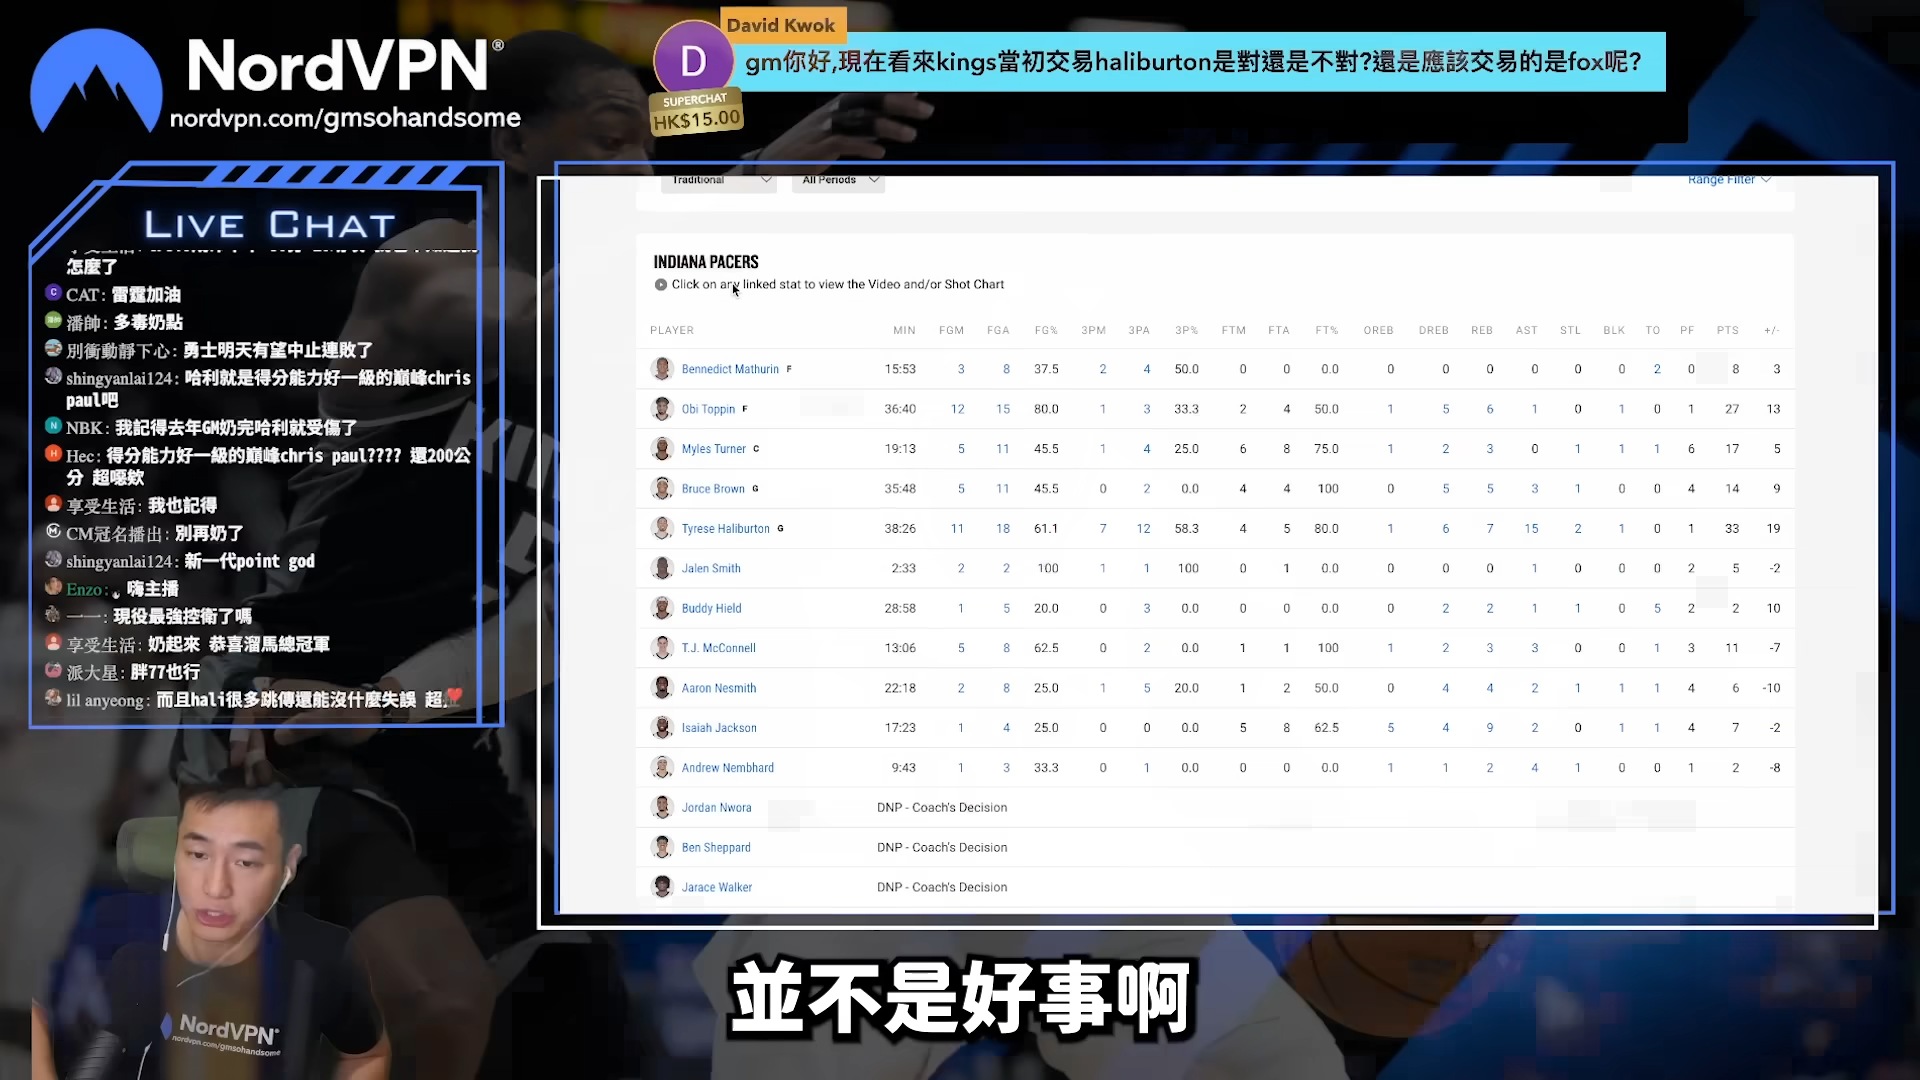 NordVPN®
nordvpn.com/gmsohandsome
David Kwok
D
gm你好,現在看來kings當初交易haliburton是對還是不對?還是應該交易的是fox呢?
SUPERCHAT
HK$15.00
LIVE CHAT
怎麼了
C CAT: 雷霆加油
潘帥: 多毒奶點
別衝動靜下心: 勇士明天有望中止連敗了
shingyanlai124: 哈利就是得分能力好一級的巔峰chris
paul吧
N NBK: 我記得去年GM奶完哈利就受傷了
H Hec: 得分能力好一級的巔峰chris paul???? 還200公
分 超噁欸
享受生活: 我也記得
CM冠名播出: 別再奶了
shingyanlai124: 新一代point god
Enzo: 嗨主播
一一: 現役最強控衛了嗎
享受生活: 奶起來 恭喜溜馬總冠軍
派大星: 胖77也行
lil anyeong: 而且hali很多跳傳還能沒什麼失誤 超
Traditional All Periods Range Filter
INDIANA PACERS
Click on any linked stat to view the Video and/or Shot Chart
PLAYER MIN FGM FGA FG% 3PM 3PA 3P% FTM FTA FT% OREB DREB REB AST STL BLK TO PF PTS +/-
Bennedict Mathurin F 15:53 3 8 37.5 2 4 50.0 0 0 0.0 0 0 0 0 0 0 2 0 8 3
Obi Toppin F 36:40 12 15 80.0 1 3 33.3 2 4 50.0 1 5 6 1 0 1 0 1 27 13
Myles Turner C 19:13 5 11 45.5 1 4 25.0 6 8 75.0 1 2 3 0 1 1 1 6 17 5
Bruce Brown G 35:48 5 11 45.5 0 2 0.0 4 4 100 0 5 5 3 1 0 0 4 14 9
Tyrese Haliburton G 38:26 11 18 61.1 7 12 58.3 4 5 80.0 1 6 7 15 2 1 0 1 33 19
Jalen Smith 2:33 2 2 100 1 1 100 0 1 0.0 0 0 0 1 0 0 0 2 5 -2
Buddy Hield 28:58 1 5 20.0 0 3 0.0 0 0 0.0 0 2 2 1 1 0 5 2 2 10
T.J. McConnell 13:06 5 8 62.5 0 2 0.0 1 1 100 1 2 3 3 0 0 1 3 11 -7
Aaron Nesmith 22:18 2 8 25.0 1 5 20.0 1 2 50.0 0 4 4 2 1 1 1 4 6 -10
Isaiah Jackson 17:23 1 4 25.0 0 0 0.0 5 8 62.5 5 4 9 2 0 1 1 4 7 -2
Andrew Nembhard 9:43 1 3 33.3 0 1 0.0 0 0 0.0 1 1 2 4 1 0 0 1 2 -8
Jordan Nwora DNP - Coach's Decision
Ben Sheppard DNP - Coach's Decision
Jarace Walker DNP - Coach's Decision
NordVPN
nordvpn.com/gmsohandsome
並不是好事啊